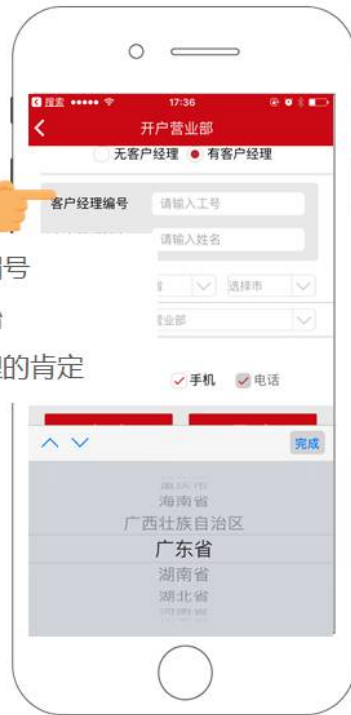 搜索 17:36
开户营业部
无客户经理 有客户经理
客户经理编号 请输入工号
请输入姓名
号
省 选择市
营业部
理的肯定
手机 电话
完成
海南省
广西壮族自治区
广东省
湖南省
湖北省